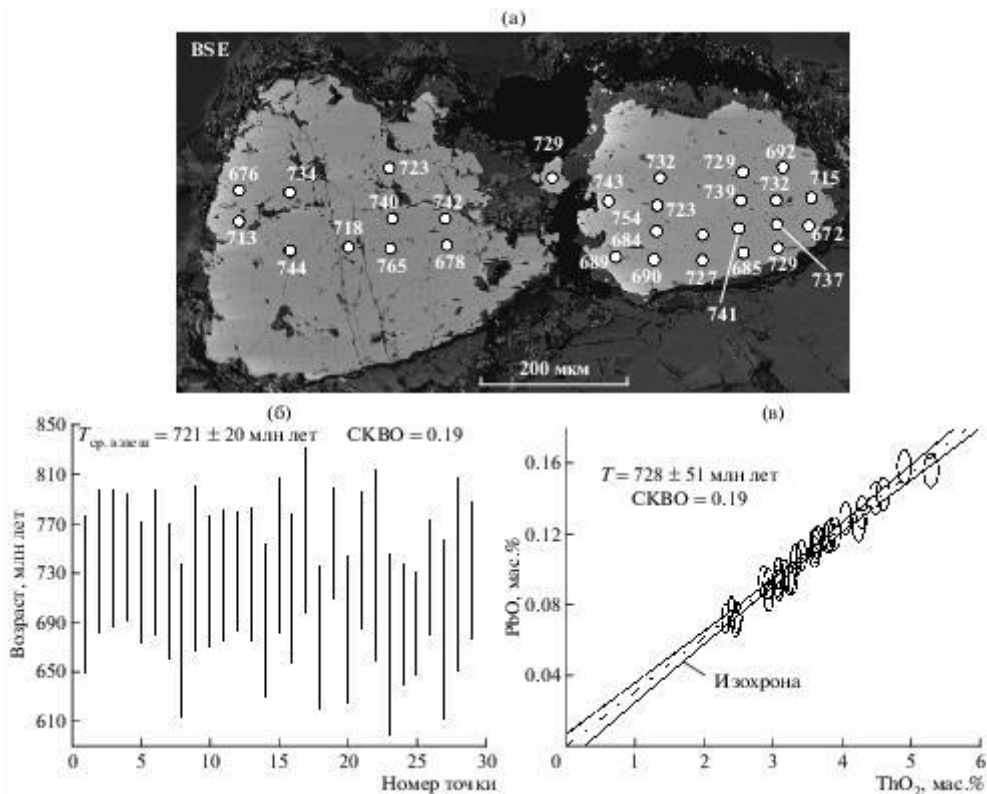 (а)
BSE
729
692
732
729
676
734
723
743
739
732
715
740
742
754
723
713
718
684
672
744
765
678
689
690
727
685
729
737
741
200 мкм
(б)
850
Tср. взвеш = 721 ± 20 млн лет СКВО = 0.19
810
770
730
690
650
610
Возраст, млн лет
0 5 10 15 20 25 30
Номер точки
(в)
0.16
T = 728 ± 51 млн лет
СКВО = 0.19
0.12
0.08
0.04
PbO, мас.%
Изохрона
0 1 2 3 4 5 6
ThO₂, мас.%